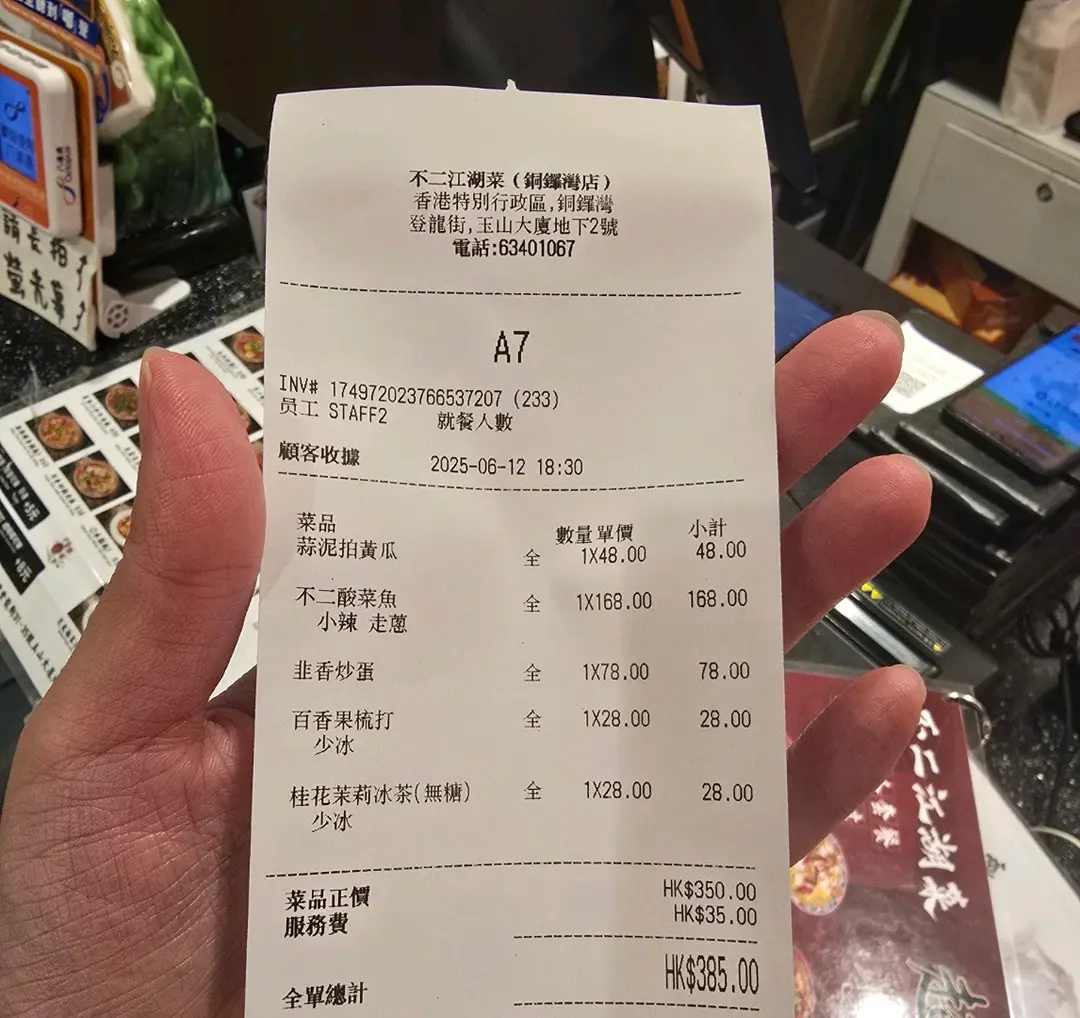 不二江湖菜（銅鑼灣店）
香港特別行政區,銅鑼灣
登龍街,玉山大廈地下2號
電話:63401067
A7
INV# 174972023766537207 (233)
员工 STAFF2 就餐人數
顧客收據 2025-06-12 18:30
菜品 數量單價 小計
蒜泥拍黃瓜 全 1X48.00 48.00
不二酸菜魚 全 1X168.00 168.00
小辣 走蔥
韭香炒蛋 全 1X78.00 78.00
百香果梳打 全 1X28.00 28.00
少冰
桂花茉莉冰茶(無糖) 全 1X28.00 28.00
少冰
菜品正價 HK$350.00
服務費 HK$35.00
全單總計 HK$385.00
Octopus
不二江湖菜